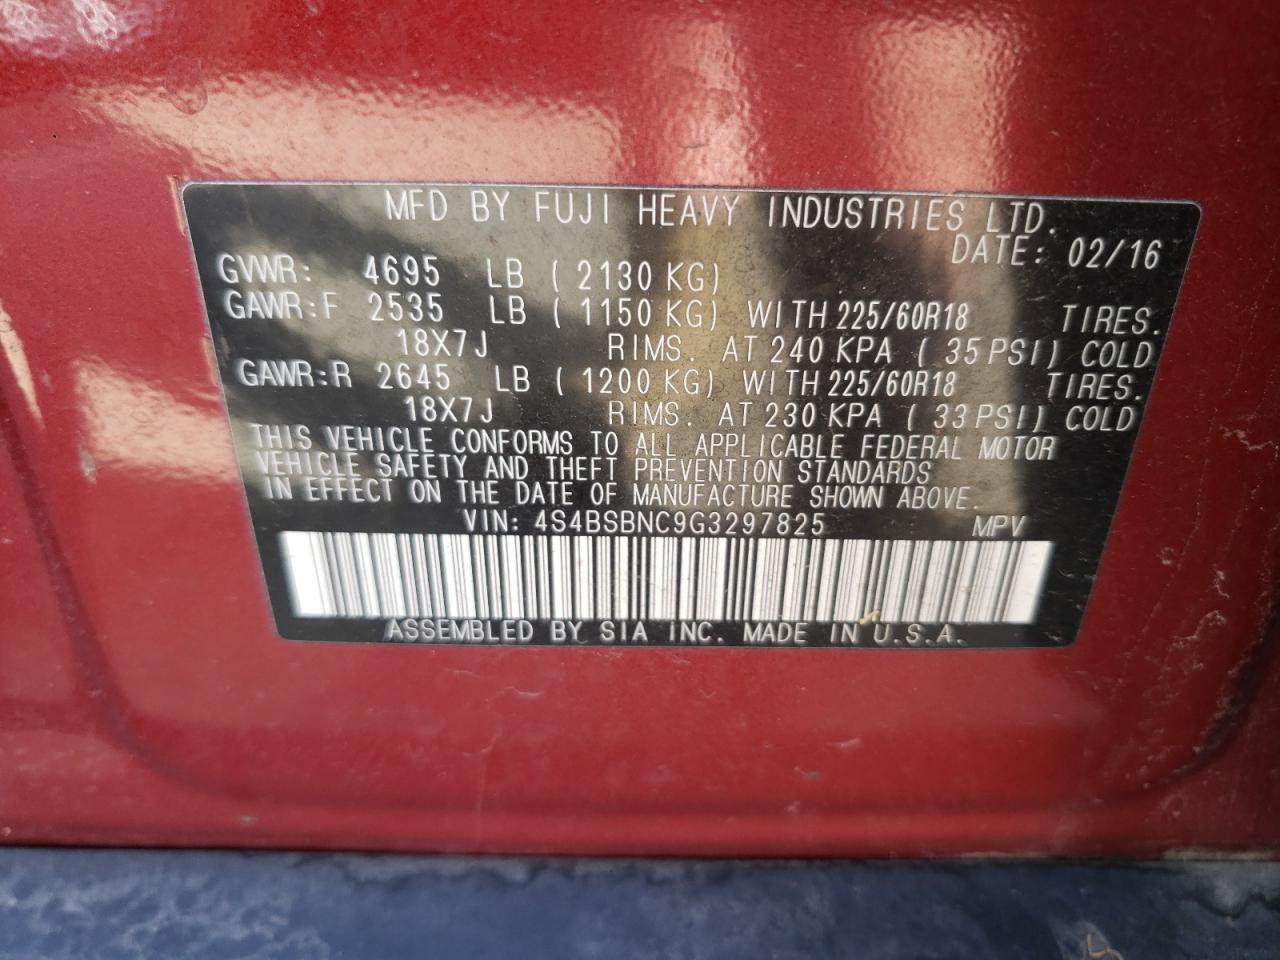 MFD BY FUJI HEAVY INDUSTRIES LTD.
DATE: 02/16
GVWR: 4695 LB ( 2130 KG)
GAWR:F 2535 LB ( 1150 KG) WITH 225/60R18 TIRES.
18X7J RIMS. AT 240 KPA ( 35 PSI) COLD
GAWR:R 2645 LB ( 1200 KG) WITH 225/60R18 TIRES.
18X7J RIMS. AT 230 KPA ( 33 PSI) COLD
THIS VEHICLE CONFORMS TO ALL APPLICABLE FEDERAL MOTOR
VEHICLE SAFETY AND THEFT PREVENTION STANDARDS
IN EFFECT ON THE DATE OF MANUFACTURE SHOWN ABOVE.
VIN: 4S4BSBNC9G3297825 MPV
ASSEMBLED BY SIA INC. MADE IN U.S.A.